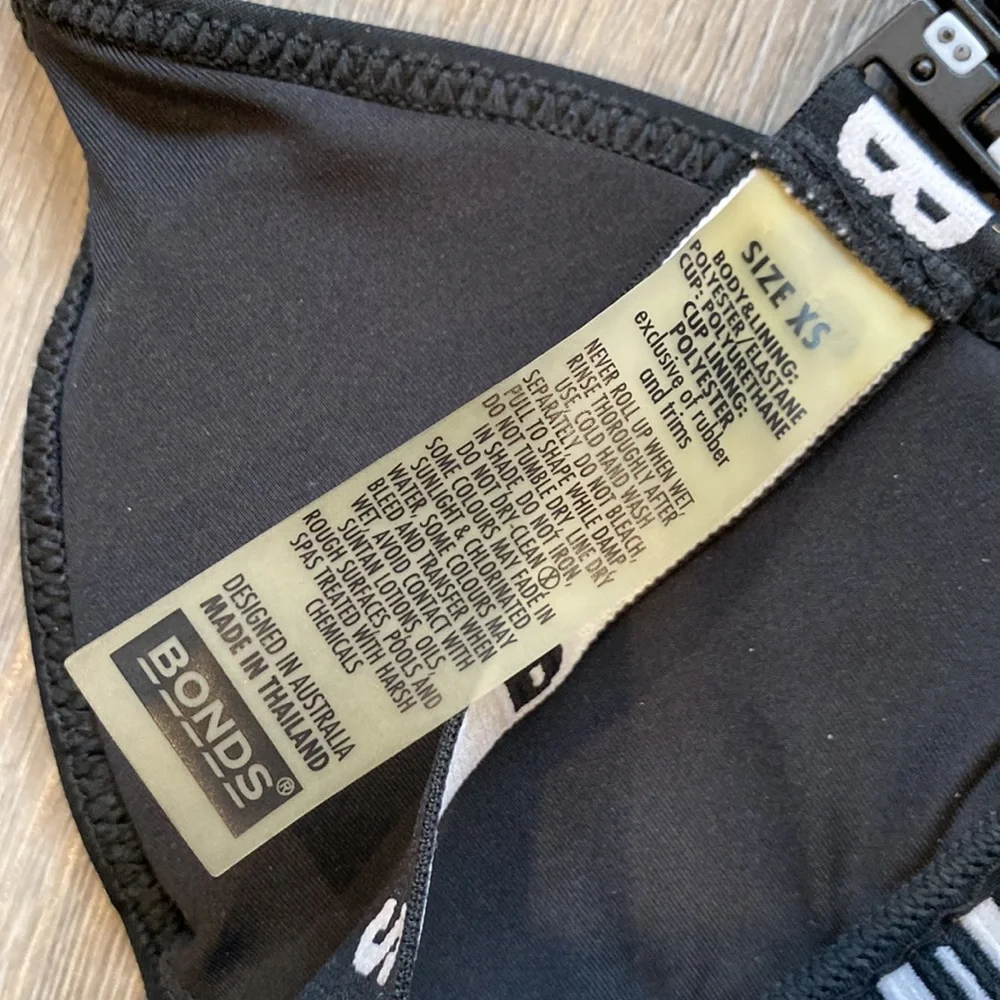 SIZE XS
BODY&LINING:
POLYESTER/ELASTANE
CUP: POLYURETHANE
CUP LINING:
POLYESTER
exclusive of rubber
and trims
NEVER ROLL UP WHEN WET,
RINSE THOROUGHLY AFTER
USE, COLD HAND WASH
SEPARATELY, DO NOT BLEACH,
PULL TO SHAPE WHILE DAMP,
DO NOT TUMBLE DRY, LINE DRY
IN SHADE, DO NOT IRON,
DO NOT DRY CLEAN
SOME COLOURS MAY FADE IN
SUNLIGHT & CHLORINATED
WATER, SOME COLOURS MAY
BLEED AND TRANSFER WHEN
WET, AVOID CONTACT WITH
SUNTAN LOTIONS, OILS,
ROUGH SURFACES, POOLS AND
SPAS TREATED WITH HARSH
CHEMICALS
DESIGNED IN AUSTRALIA
MADE IN THAILAND
BONDS®
B
B
S